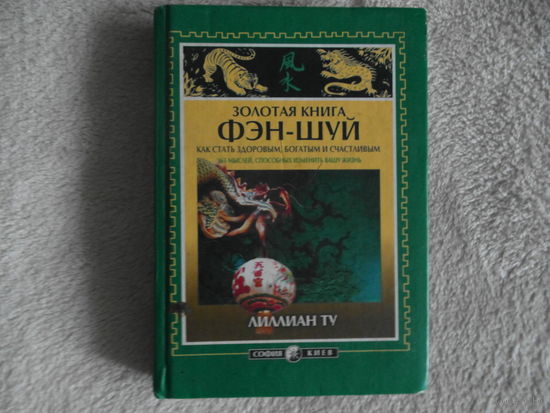 風水
ЗОЛОТАЯ КНИГА
ФЭН-ШУЙ
КАК СТАТЬ ЗДОРОВЫМ, БОГАТЫМ И СЧАСТЛИВЫМ
365 МЫСЛЕЙ, СПОСОБНЫХ ИЗМЕНИТЬ ВАШУ ЖИЗНЬ
ЛИЛЛИАН ТУ
СОФИЯ КИЕВ